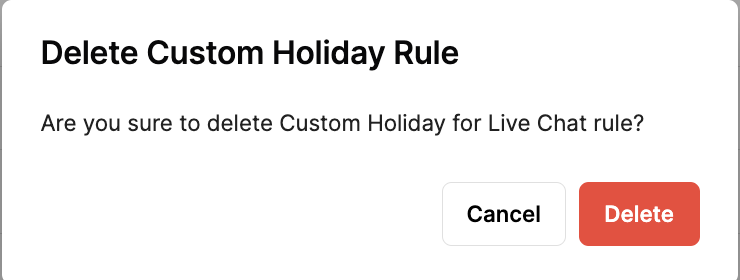 Delete Custom Holiday Rule
Are you sure to delete Custom Holiday for Live Chat rule?
Cancel
Delete